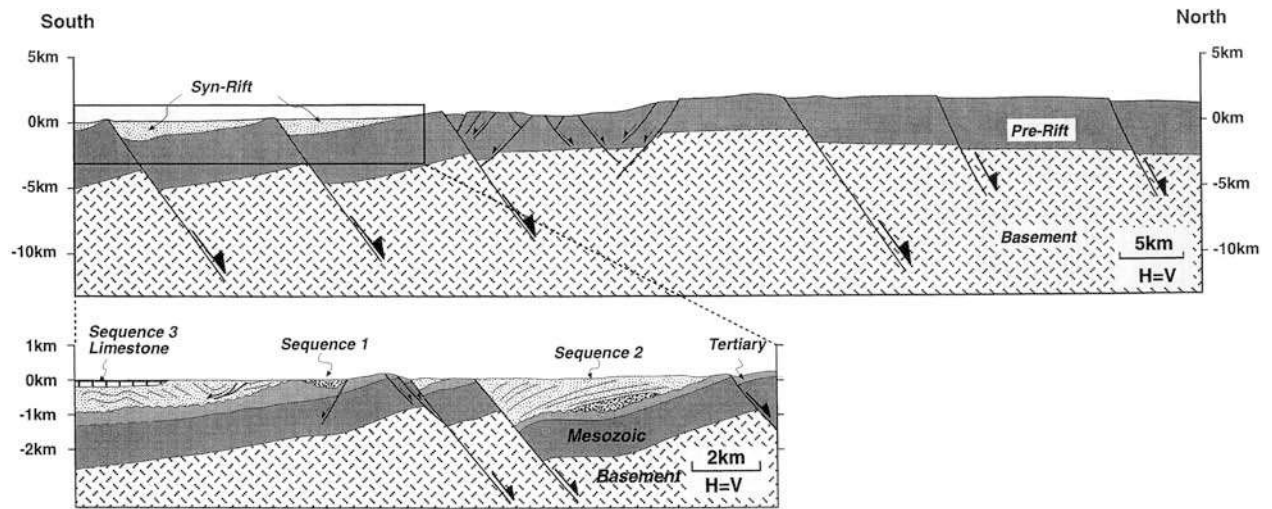 South
North
5km
0km
-5km
-10km
Syn-Rift
Pre-Rift
Basement
5km
H=V
5km
0km
-5km
-10km
Sequence 3
Limestone
Sequence 1
Sequence 2
Tertiary
1km
0km
-1km
-2km
Mesozoic
Basement
2km
H=V